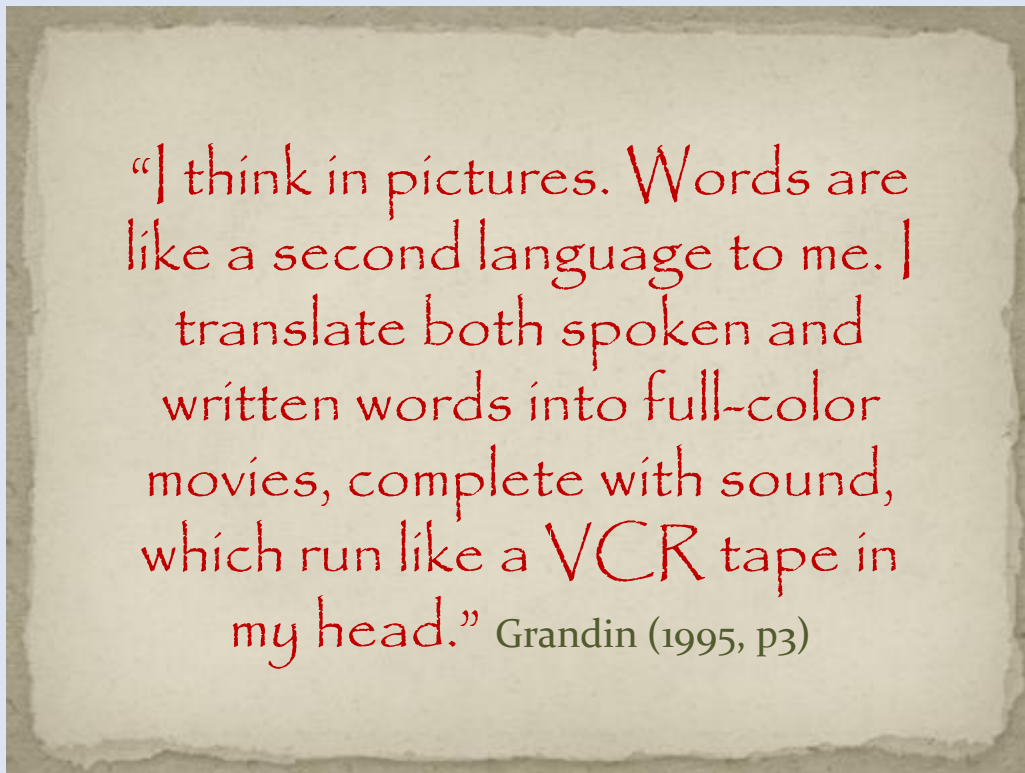 “I think in pictures. Words are
like a second language to me. I
translate both spoken and
written words into full-color
movies, complete with sound,
which run like a VCR tape in
my head.” Grandin (1995, p3)